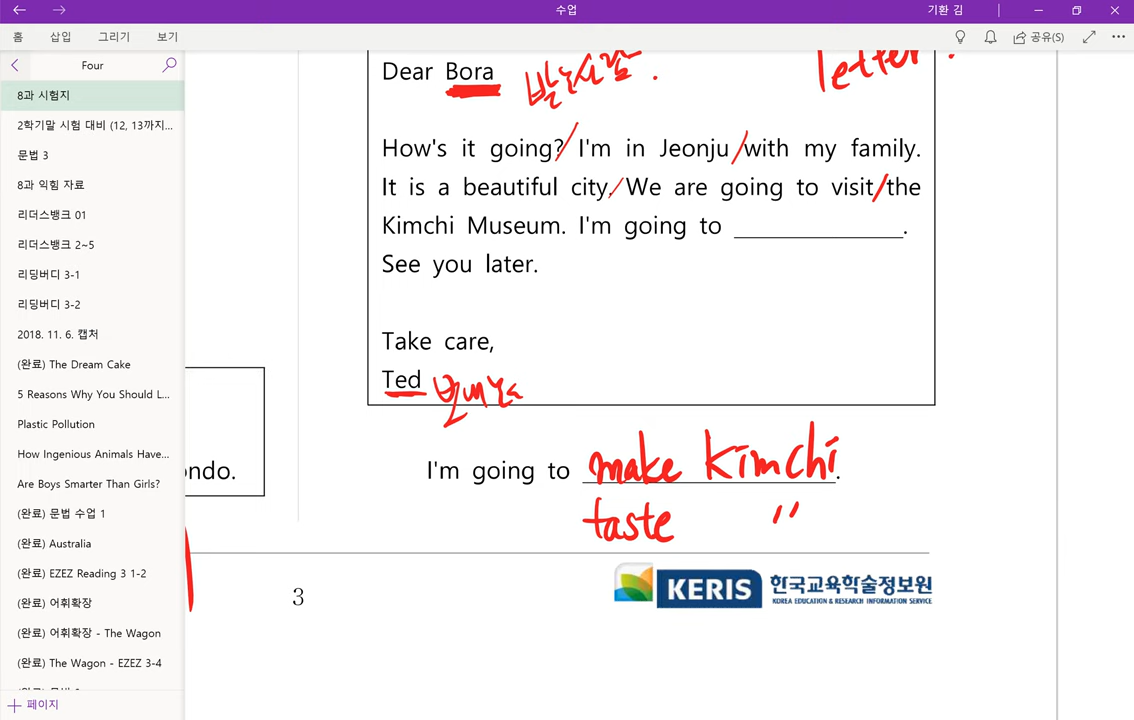 수업
기환 김
홈 삽입 그리기 보기
공유(S)
Four
8과 시험지
2학기말 시험 대비 (12, 13까지...
문법 3
8과 익힘 자료
리더스뱅크 01
리더스뱅크 2~5
리딩버디 3-1
리딩버디 3-2
2018. 11. 6. 캡처
(완료) The Dream Cake
5 Reasons Why You Should L...
Plastic Pollution
How Ingenious Animals Have...
Are Boys Smarter Than Girls?
(완료) 문법 수업 1
(완료) Australia
(완료) EZEZ Reading 3 1-2
(완료) 어휘확장
(완료) 어휘확장 - The Wagon
(완료) The Wagon - EZEZ 3-4
페이지
letter
Dear Bora 받는사람.
How's it going? I'm in Jeonju with my family.
It is a beautiful city. We are going to visit the
Kimchi Museum. I'm going to ____________.
See you later.
Take care,
Ted
ondo.
I'm going to make kimchi.
taste "
3
KERIS 한국교육학술정보원
KOREA EDUCATION & RESEARCH INFORMATION SERVICE